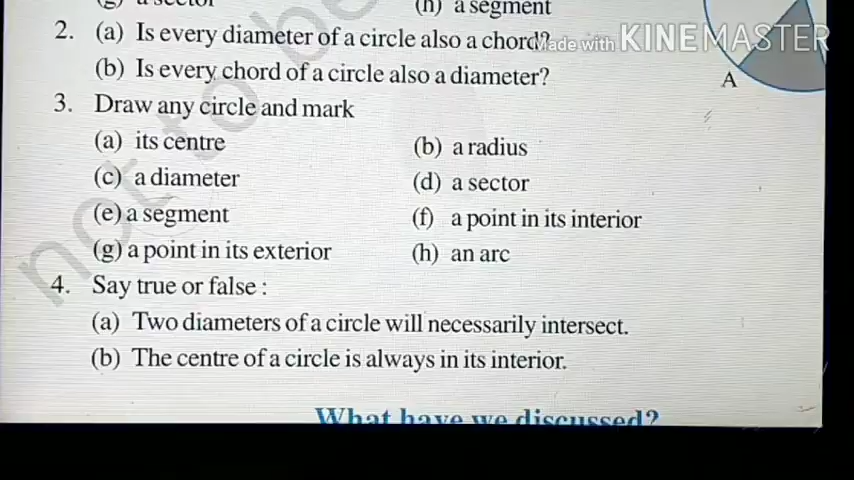 (h) a segment
2. (a) Is every diameter of a circle also a chord?
Made with KINEMASTER
(b) Is every chord of a circle also a diameter?
A
3. Draw any circle and mark
(a) its centre (b) a radius
(c) a diameter (d) a sector
(e) a segment (f) a point in its interior
(g) a point in its exterior (h) an arc
4. Say true or false :
(a) Two diameters of a circle will necessarily intersect.
(b) The centre of a circle is always in its interior.
What have we discussed?
not to be